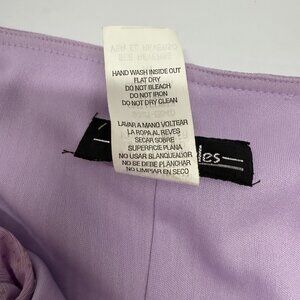 HAND WASH INSIDE OUT
FLAT DRY
DO NOT BLEACH
DO NOT IRON
DO NOT DRY CLEAN
LAVAR A MANO VOLTEAR
LA ROPA AL REVES
SECAR SOBRE
SUPERFICIE PLANA
NO USAR BLANQUEADOR
NO SE DEBE PLANCHAR
NO LIMPIAR EN SECO